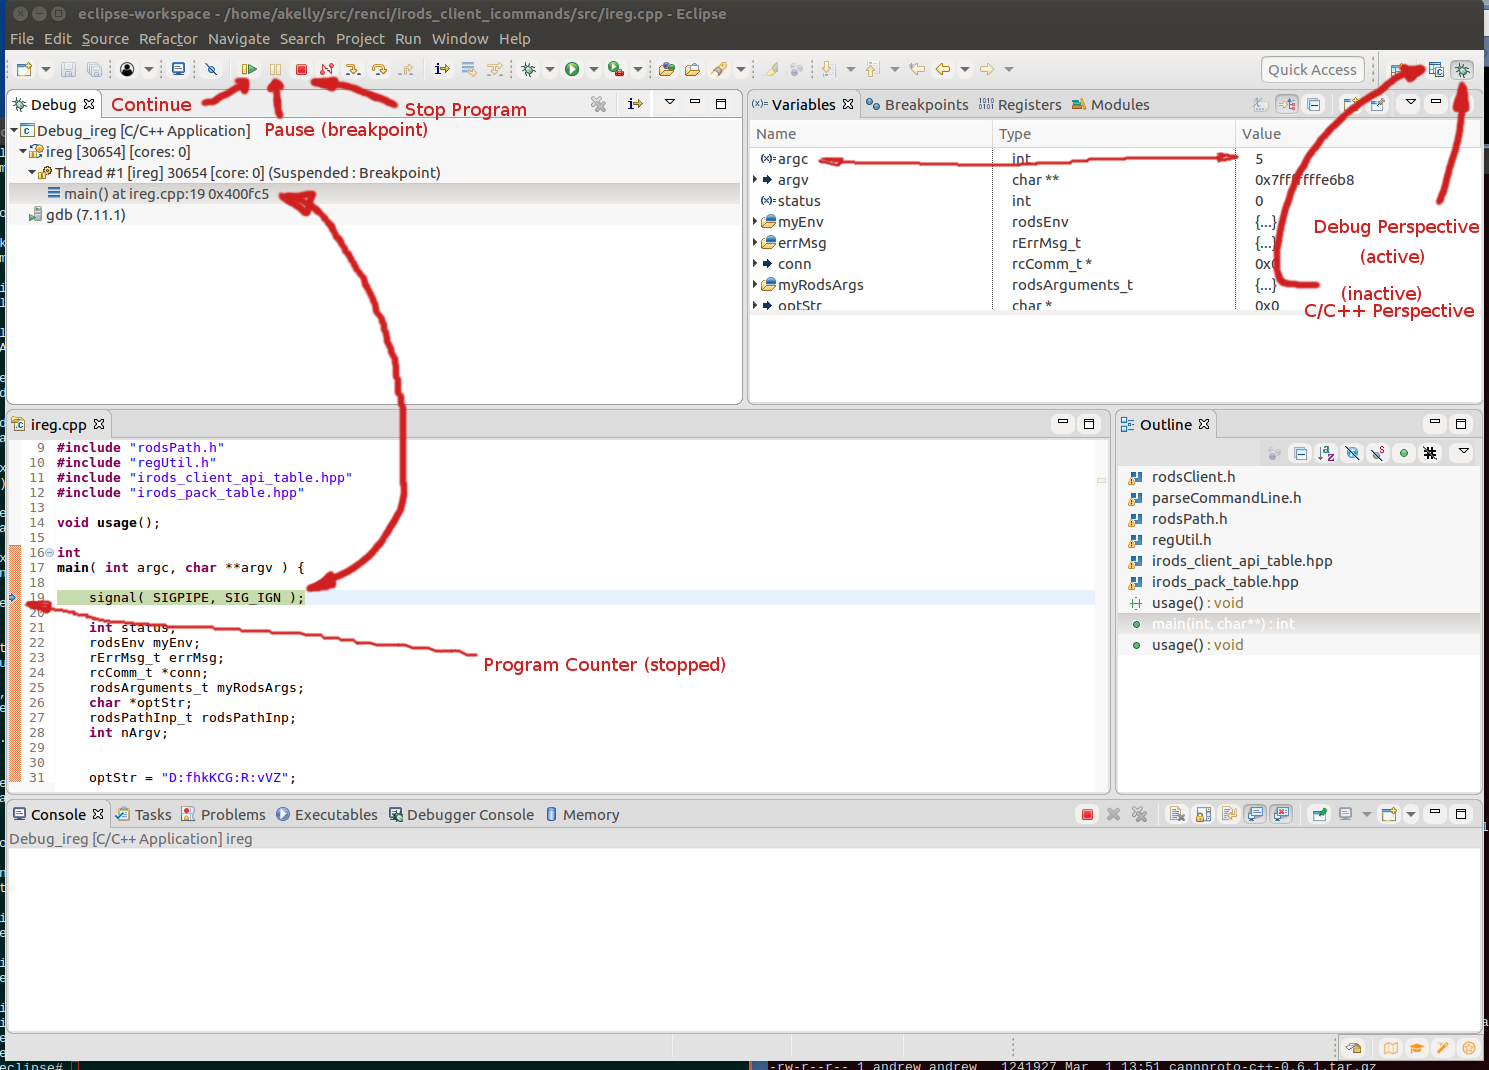 eclipse-workspace - /home/akelly/src/renci/irods_client_icommands/src/ireg.cpp - Eclipse
File Edit Source Refactor Navigate Search Project Run Window Help
Quick Access
Debug
Continue
Stop Program
Pause (breakpoint)
Debug_ireg [C/C++ Application]
ireg [30654] [cores: 0]
Thread #1 [ireg] 30654 [core: 0] (Suspended : Breakpoint)
main() at ireg.cpp:19 0x400fc5
gdb (7.11.1)
(x)= Variables Breakpoints 1010 0101 Registers Modules
Name Type Value
(x)= argc int 5
argv char ** 0x7fffffffe6b8
(x)= status int 0
myEnv rodsEnv {...}
errMsg rErrMsg_t {...}
conn rcComm_t * 0x0
myRodsArgs rodsArguments_t {...}
optStr char * 0x0
Debug Perspective
(active)
(inactive)
C/C++ Perspective
ireg.cpp
9 #include "rodsPath.h"
10 #include "regUtil.h"
11 #include "irods_client_api_table.hpp"
12 #include "irods_pack_table.hpp"
13
14 void usage();
15
16 int
17 main( int argc, char **argv ) {
18
19 signal( SIGPIPE, SIG_IGN );
20
21 int status;
22 rodsEnv myEnv;
23 rErrMsg_t errMsg;
24 rcComm_t *conn;
25 rodsArguments_t myRodsArgs;
26 char *optStr;
27 rodsPathInp_t rodsPathInp;
28 int nArgv;
29
30
31 optStr = "D:fhkKCG:R:vVZ";
Program Counter (stopped)
Outline
rodsClient.h
parseCommandLine.h
rodsPath.h
regUtil.h
irods_client_api_table.hpp
irods_pack_table.hpp
usage() : void
main(int, char**) : int
usage() : void
Console Tasks Problems Executables Debugger Console Memory
Debug_ireg [C/C++ Application] ireg
eclipse#
-rw-r--r-- 1 andrew andrew 1241927 Mar 1 13:51 capnproto-c++-0.6.1.tar.gz